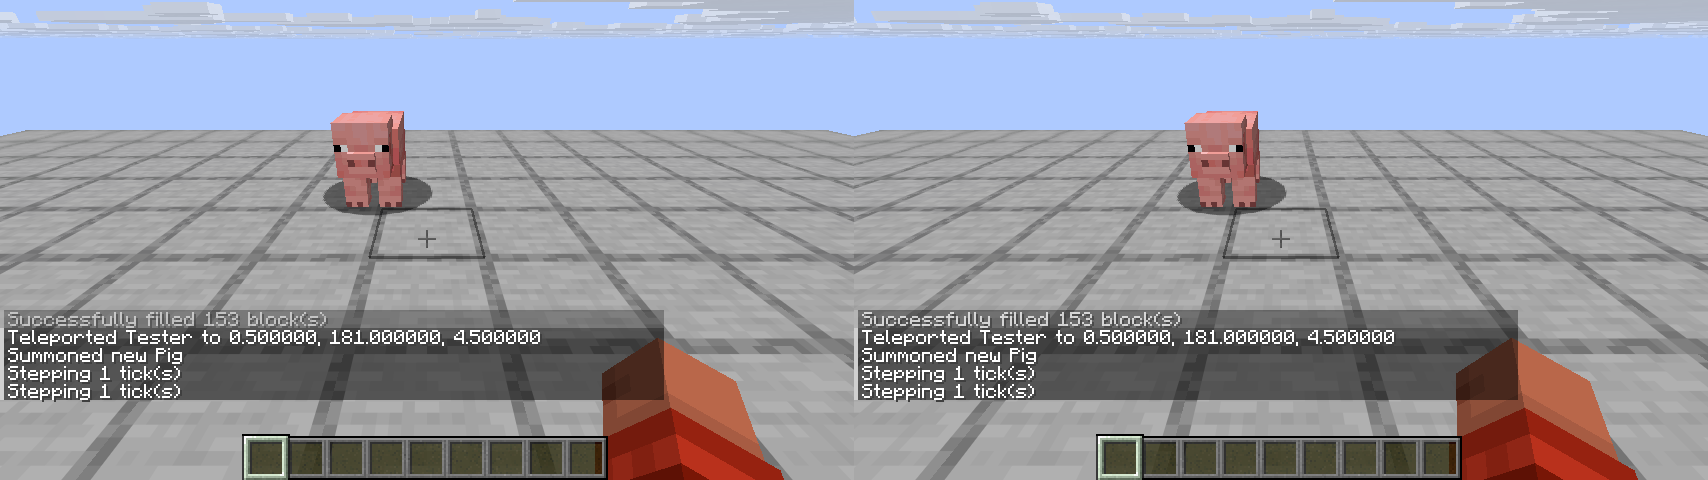 Successfully filled 153 block(s)
Teleported Tester to 0.500000, 181.000000, 4.500000
Summoned new Pig
Stepping 1 tick(s)
Stepping 1 tick(s)
Successfully filled 153 block(s)
Teleported Tester to 0.500000, 181.000000, 4.500000
Summoned new Pig
Stepping 1 tick(s)
Stepping 1 tick(s)